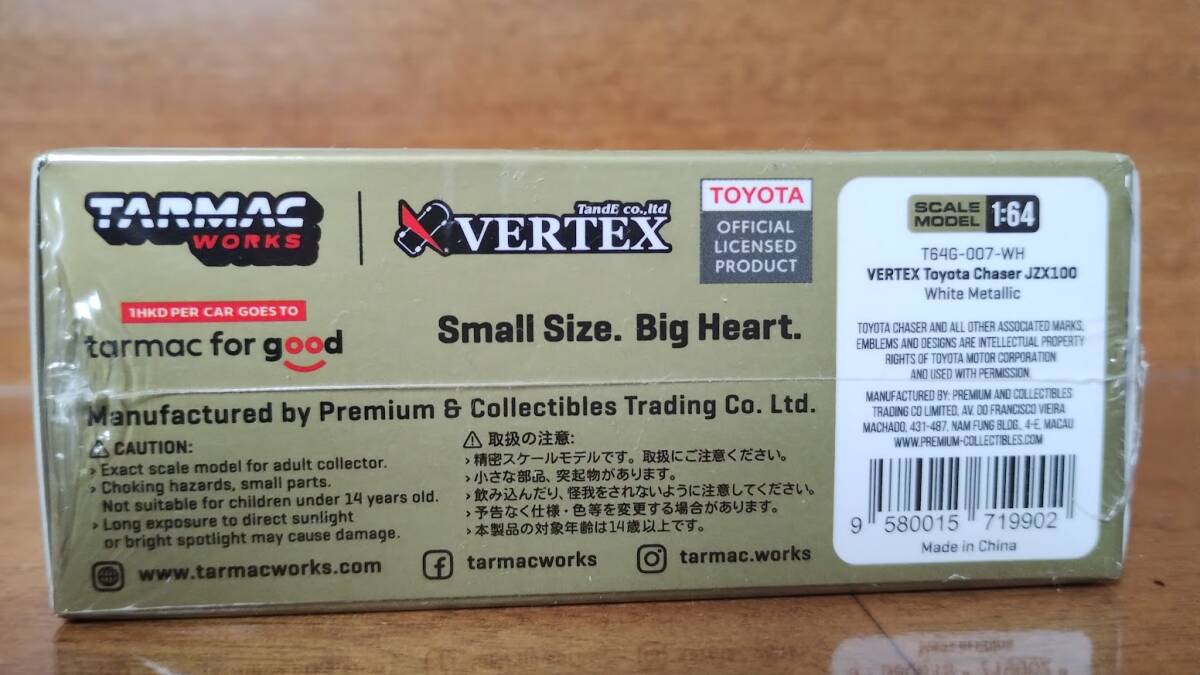 TARMAC
WORKS
TandE co.,ltd
VERTEX
TOYOTA
OFFICIAL
LICENSED
PRODUCT
1HKD PER CAR GOES TO
tarmac for good
Small Size. Big Heart.
Manufactured by Premium & Collectibles Trading Co. Ltd.
CAUTION:
› Exact scale model for adult collector.
› Choking hazards, small parts.
Not suitable for children under 14 years old.
› Long exposure to direct sunlight
or bright spotlight may cause damage.
取扱の注意:
› 精密スケールモデルです。取扱にご注意ください。
› 小さな部品、突起物があります。
› 飲み込んだり、怪我をされないように注意してください。
› 予告なく仕様・色等を変更する場合があります。
› 本製品の対象年齢は14歳以上です。
www.tarmacworks.com
tarmacworks
tarmac.works
SCALE
MODEL
1:64
T64G-007-WH
VERTEX Toyota Chaser JZX100
White Metallic
TOYOTA CHASER AND ALL OTHER ASSOCIATED MARKS,
EMBLEMS AND DESIGNS ARE INTELLECTUAL PROPERTY
RIGHTS OF TOYOTA MOTOR CORPORATION
AND USED WITH PERMISSION.
MANUFACTURED BY: PREMIUM AND COLLECTIBLES
TRADING CO LIMITED, AV. DO FRANCISCO VIEIRA
MACHADO, 431-487, NAM FUNG BLDG., 4-E, MACAU
WWW.PREMIUM-COLLECTIBLES.COM
9 580015 719902
Made in China